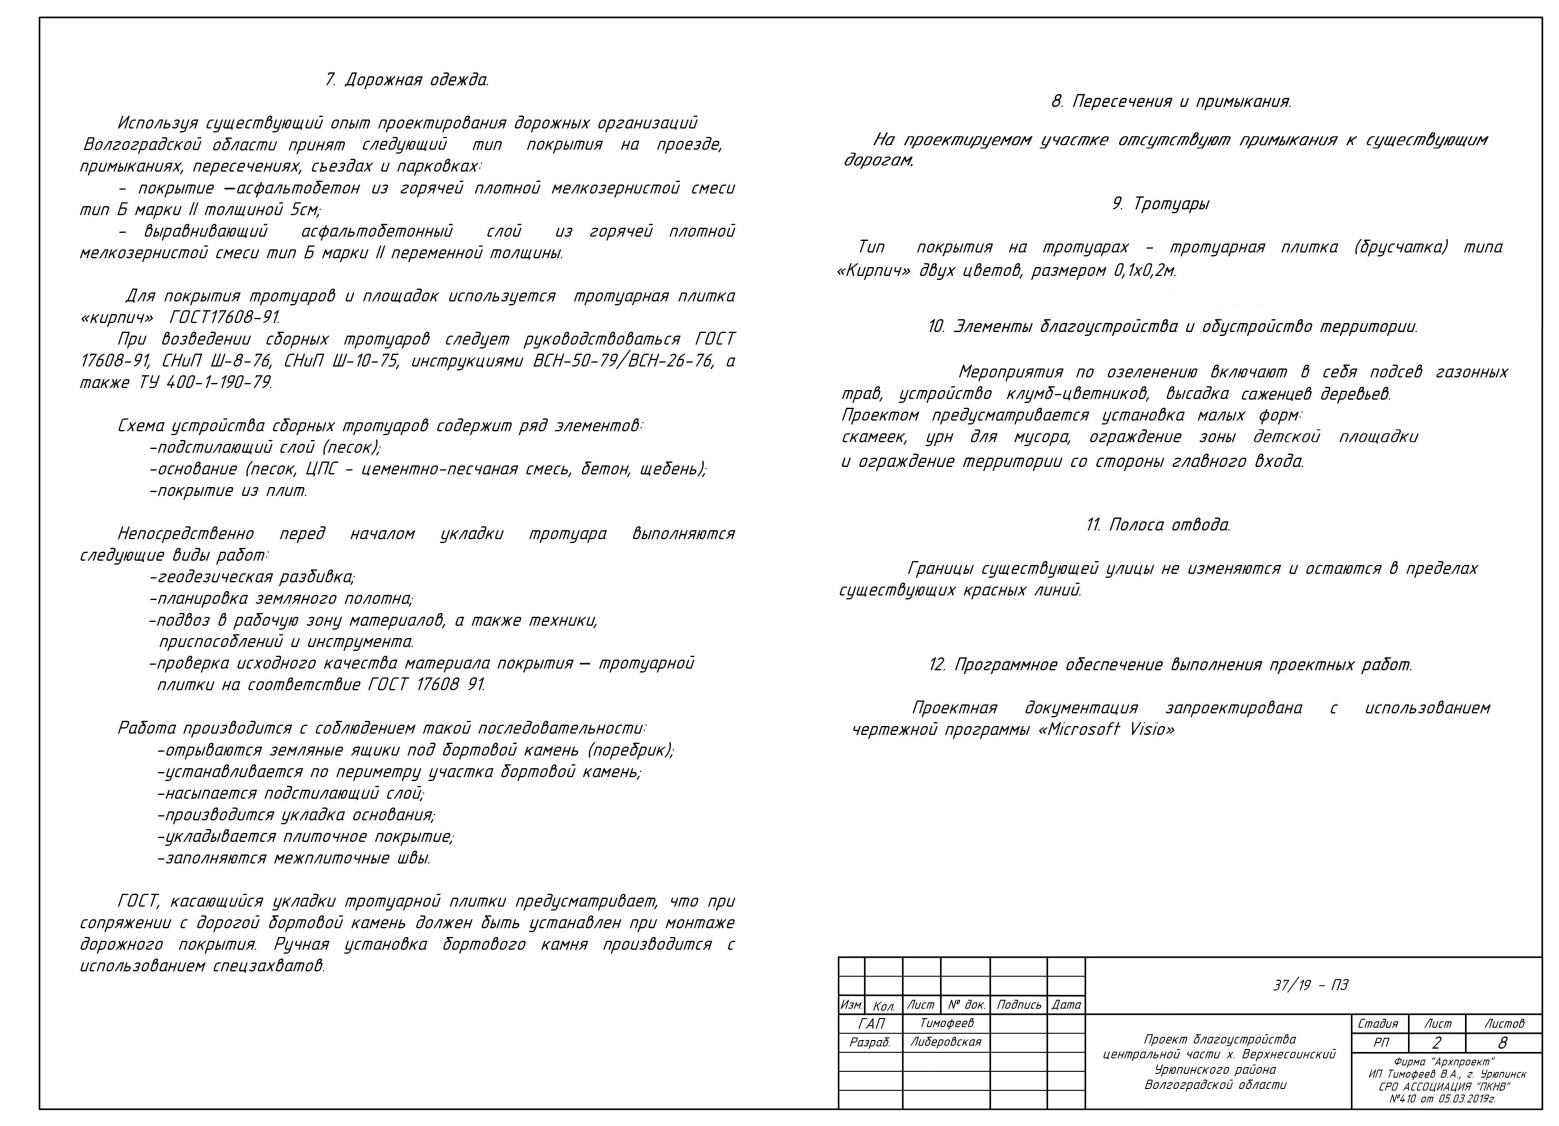 7. Дорожная одежда.
Используя существующий опыт проектирования дорожных организаций
Волгоградской области принят следующий тип покрытия на проезде,
примыканиях, пересечениях, съездах и парковках:
- покрытие –асфальтобетон из горячей плотной мелкозернистой смеси
тип Б марки II толщиной 5см;
- выравнивающий асфальтобетонный слой из горячей плотной
мелкозернистой смеси тип Б марки II переменной толщины.
Для покрытия тротуаров и площадок используется тротуарная плитка
«кирпич» ГОСТ17608-91.
При возведении сборных тротуаров следует руководствоваться ГОСТ
17608-91, СНиП Ш-8-76, СНиП Ш-10-75, инструкциями ВСН-50-79/ВСН-26-76, а
также ТУ 400-1-190-79.
Схема устройства сборных тротуаров содержит ряд элементов:
-подстилающий слой (песок);
-основание (песок, ЦПС - цементно-песчаная смесь, бетон, щебень);
-покрытие из плит.
Непосредственно перед началом укладки тротуара выполняются
следующие виды работ:
-геодезическая разбивка;
-планировка земляного полотна;
-подвоз в рабочую зону материалов, а также техники,
приспособлений и инструмента.
-проверка исходного качества материала покрытия – тротуарной
плитки на соответствие ГОСТ 17608 91.
Работа производится с соблюдением такой последовательности:
-отрываются земляные ящики под бортовой камень (поребрик);
-устанавливается по периметру участка бортовой камень;
-насыпается подстилающий слой;
-производится укладка основания;
-укладывается плиточное покрытие;
-заполняются межплиточные швы.
ГОСТ, касающийся укладки тротуарной плитки предусматривает, что при
сопряжении с дорогой бортовой камень должен быть установлен при монтаже
дорожного покрытия. Ручная установка бортового камня производится с
использованием спецзахватов.
8. Пересечения и примыкания.
На проектируемом участке отсутствуют примыкания к существующим
дорогам.
9. Тротуары
Тип покрытия на тротуарах - тротуарная плитка (брусчатка) типа
«Кирпич» двух цветов, размером 0,1х0,2м.
10. Элементы благоустройства и обустройство территории.
Мероприятия по озеленению включают в себя подсев газонных
трав, устройство клумб-цветников, высадка саженцев деревьев.
Проектом предусматривается установка малых форм:
скамеек, урн для мусора, ограждение зоны детской площадки
и ограждение территории со стороны главного входа.
11. Полоса отвода.
Границы существующей улицы не изменяются и остаются в пределах
существующих красных линий.
12. Программное обеспечение выполнения проектных работ.
Проектная документация запроектирована с использованием
чертежной программы «Microsoft Visio»
37/19 - ПЗ
Изм. Кол. Лист № док. Подпись Дата
ГАП Тимофеев
Разраб. Либеровская
Проект благоустройства
центральной части х. Верхнесоинский
Урюпинского района
Волгоградской области
Стадия Лист Листов
РП 2 8
Фирма "Архпроект"
ИП Тимофеев В.А., г. Урюпинск
СРО АССОЦИАЦИЯ "ПКНВ"
№410 от 05.03.2019г.